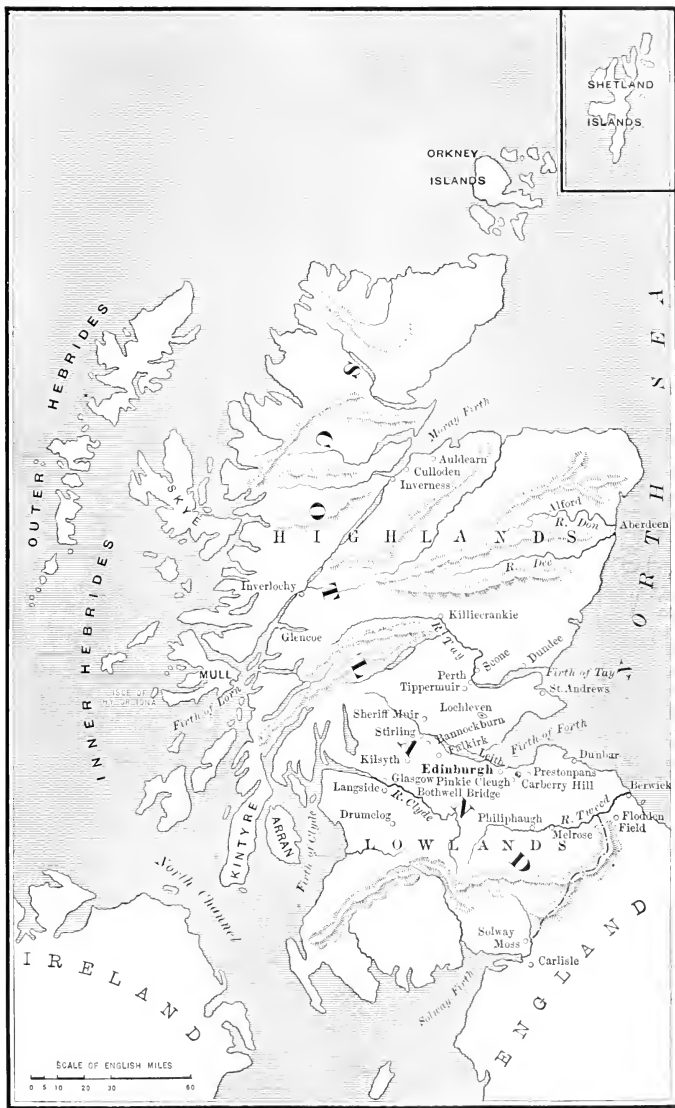 SHETLAND
ISLANDS
ORKNEY
ISLANDS
NORTH SEA
OUTER HEBRIDES
INNER HEBRIDES
SKYE
SCOTLAND
Moray Firth
Auldearn
Culloden
Inverness
HIGHLANDS
Alford
R. Don
Aberdeen
R. Dee
Inverlochy
Killiecrankie
Glencoe
R. Tay
Scone
Dundee
MULL
Perth
Firth of Tay
Tippermuir
St. Andrews
Firth of Lorn
Lochleven
Sheriff Muir
Bannockburn
Stirling
Falkirk
Leith
Firth of Forth
Dunbar
Kilsyth
Edinburgh
Prestonpans
Glasgow
Pinkie Cleugh
Carberry Hill
Berwick
Langside
R. Clyde
Bothwell Bridge
KINTYRE
ARRAN
Firth of Clyde
Drumclog
Philiphaugh
R. Tweed
Melrose
Flodden
Field
LOWLANDS
North Channel
Solway
Moss
Carlisle
Solway Firth
IRELAND
ENGLAND
SCALE OF ENGLISH MILES
0 5 10 20 30 60